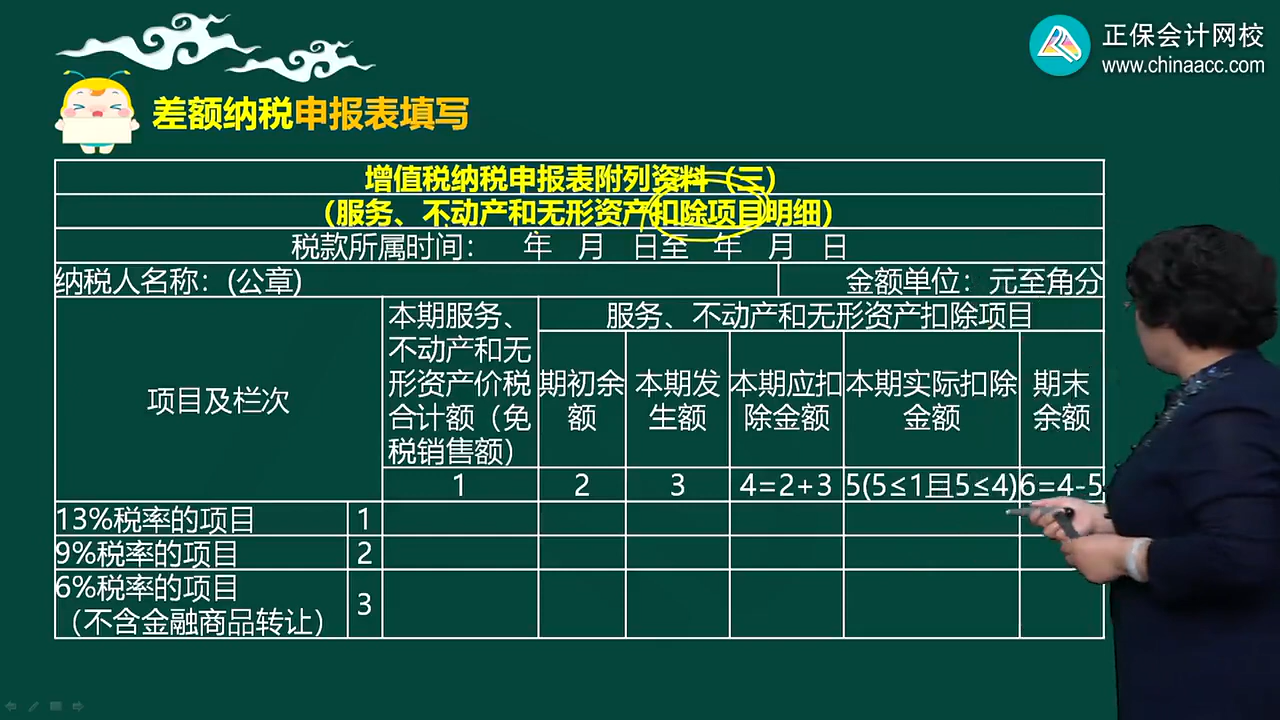 正保会计网校
www.chinaacc.com
差额纳税申报表填写
增值税纳税申报表附列资料（三）
（服务、不动产和无形资产扣除项目明细）
税款所属时间： 年 月 日至 年 月 日
纳税人名称：(公章)
金额单位：元至角分
项目及栏次
本期服务、
不动产和无
形资产价税
合计额（免
税销售额）
服务、不动产和无形资产扣除项目
期初余
额
本期发
生额
本期应扣
除金额
本期实际扣除
金额
期末
余额
1
2
3
4=2+3
5(5≤1且5≤4)
6=4-5
13%税率的项目
1
9%税率的项目
2
6%税率的项目
（不含金融商品转让）
3